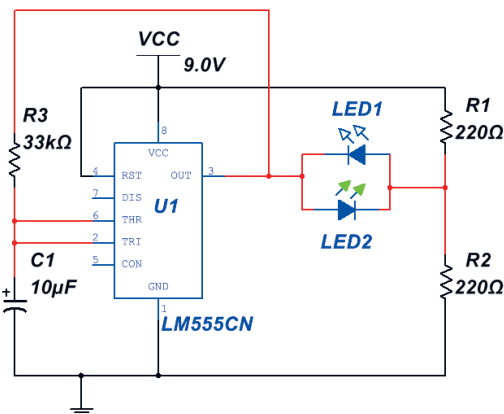 VCC
9.0V
R3
33kΩ
LED1
R1
220Ω
8
VCC
4
RST
OUT
3
7
DIS
U1
6
THR
LED2
2
TRI
C1
5
CON
R2
+
10µF
GND
220Ω
1
LM555CN